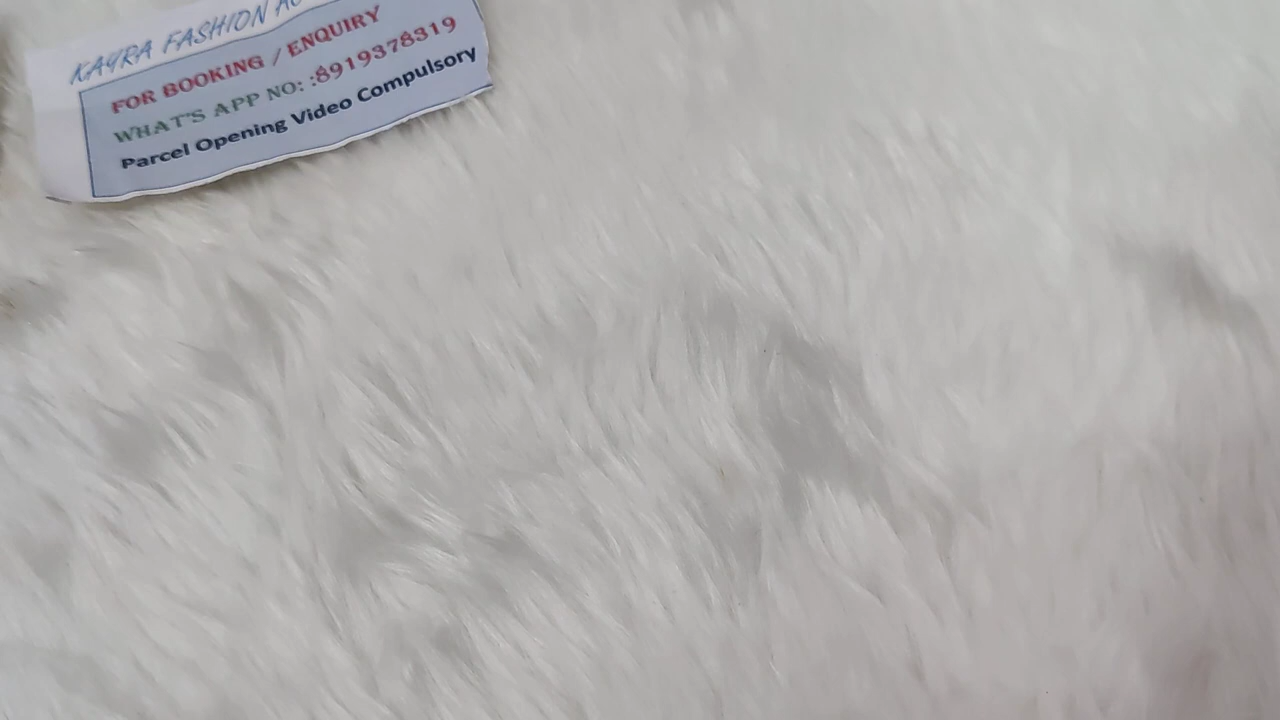 KAYRA FASHION
FOR BOOKING / ENQUIRY
WHAT'S APP NO: :8919378319
Parcel Opening Video Compulsory